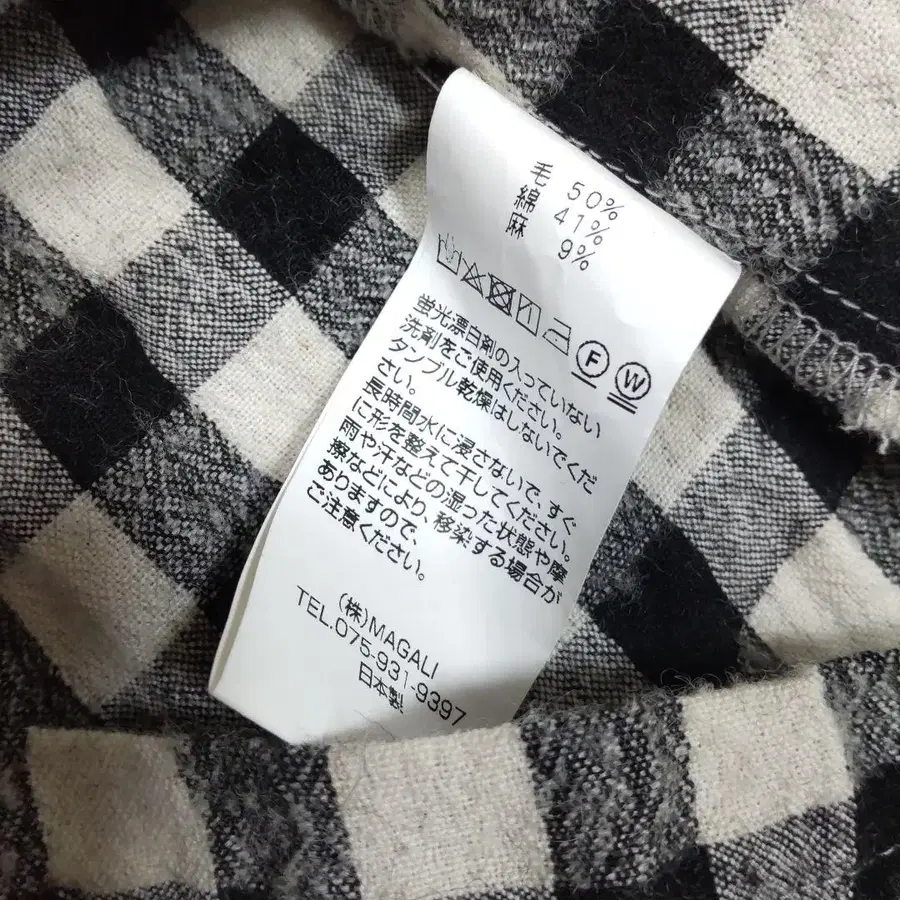 毛 50%
綿 41%
麻 9%
F W
蛍光漂白剤の入っていない
洗剤をご使用ください。
タンブル乾燥はしないでくだ
さい。
長時間水に浸さないで、すぐ
に形を整えて干してください。
雨や汗などの湿った状態や摩
擦などにより、移染する場合が
ありますので、
ご注意ください。
(株)MAGALI
TEL.075-931-9397
日本製